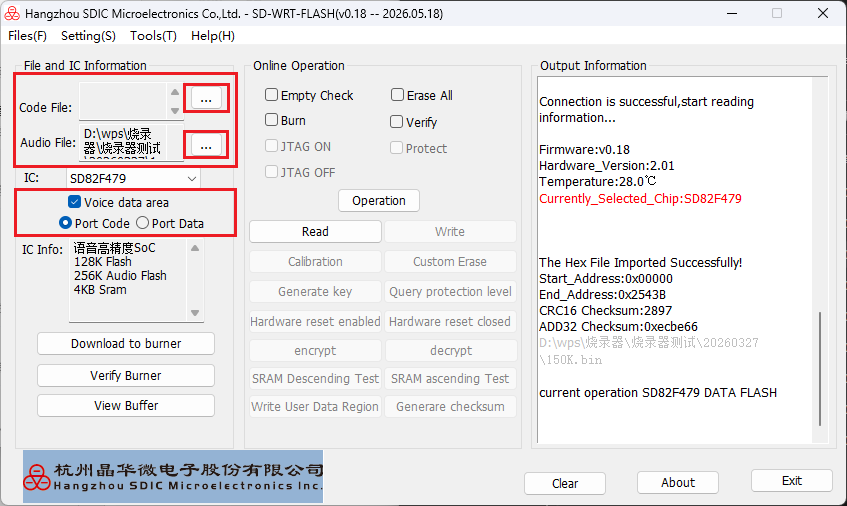 Hangzhou SDIC Microelectronics Co.,Ltd. - SD-WRT-FLASH(v0.18 -- 2026.05.18)
Files(F) Setting(S) Tools(T) Help(H)
File and IC Information
Code File:
...
Audio File:
D:\wps\烧录
器\烧录器测试
...
IC:
SD82F479
Voice data area
Port Code Port Data
IC Info:
语音高精度SoC
128K Flash
256K Audio Flash
4KB Sram
Download to burner
Verify Burner
View Buffer
杭州晶华微电子股份有限公司
Hangzhou SDIC Microelectronics Inc.
Online Operation
Empty Check Erase All
Burn Verify
JTAG ON Protect
JTAG OFF
Operation
Read Write
Calibration Custom Erase
Generate key Query protection level
Hardware reset enabled Hardware reset closed
encrypt decrypt
SRAM Descending Test SRAM ascending Test
Write User Data Region Generare checksum
Output Information
Connection is successful,start reading
information...
Firmware:v0.18
Hardware_Version:2.01
Temperature:28.0℃
Currently_Selected_Chip:SD82F479
The Hex File Imported Successfully!
Start_Address:0x00000
End_Address:0x2543B
CRC16 Checksum:2897
ADD32 Checksum:0xecbe66
D:\wps\烧录器\烧录器测试\20260327
\150K.bin
current operation SD82F479 DATA FLASH
Clear About Exit